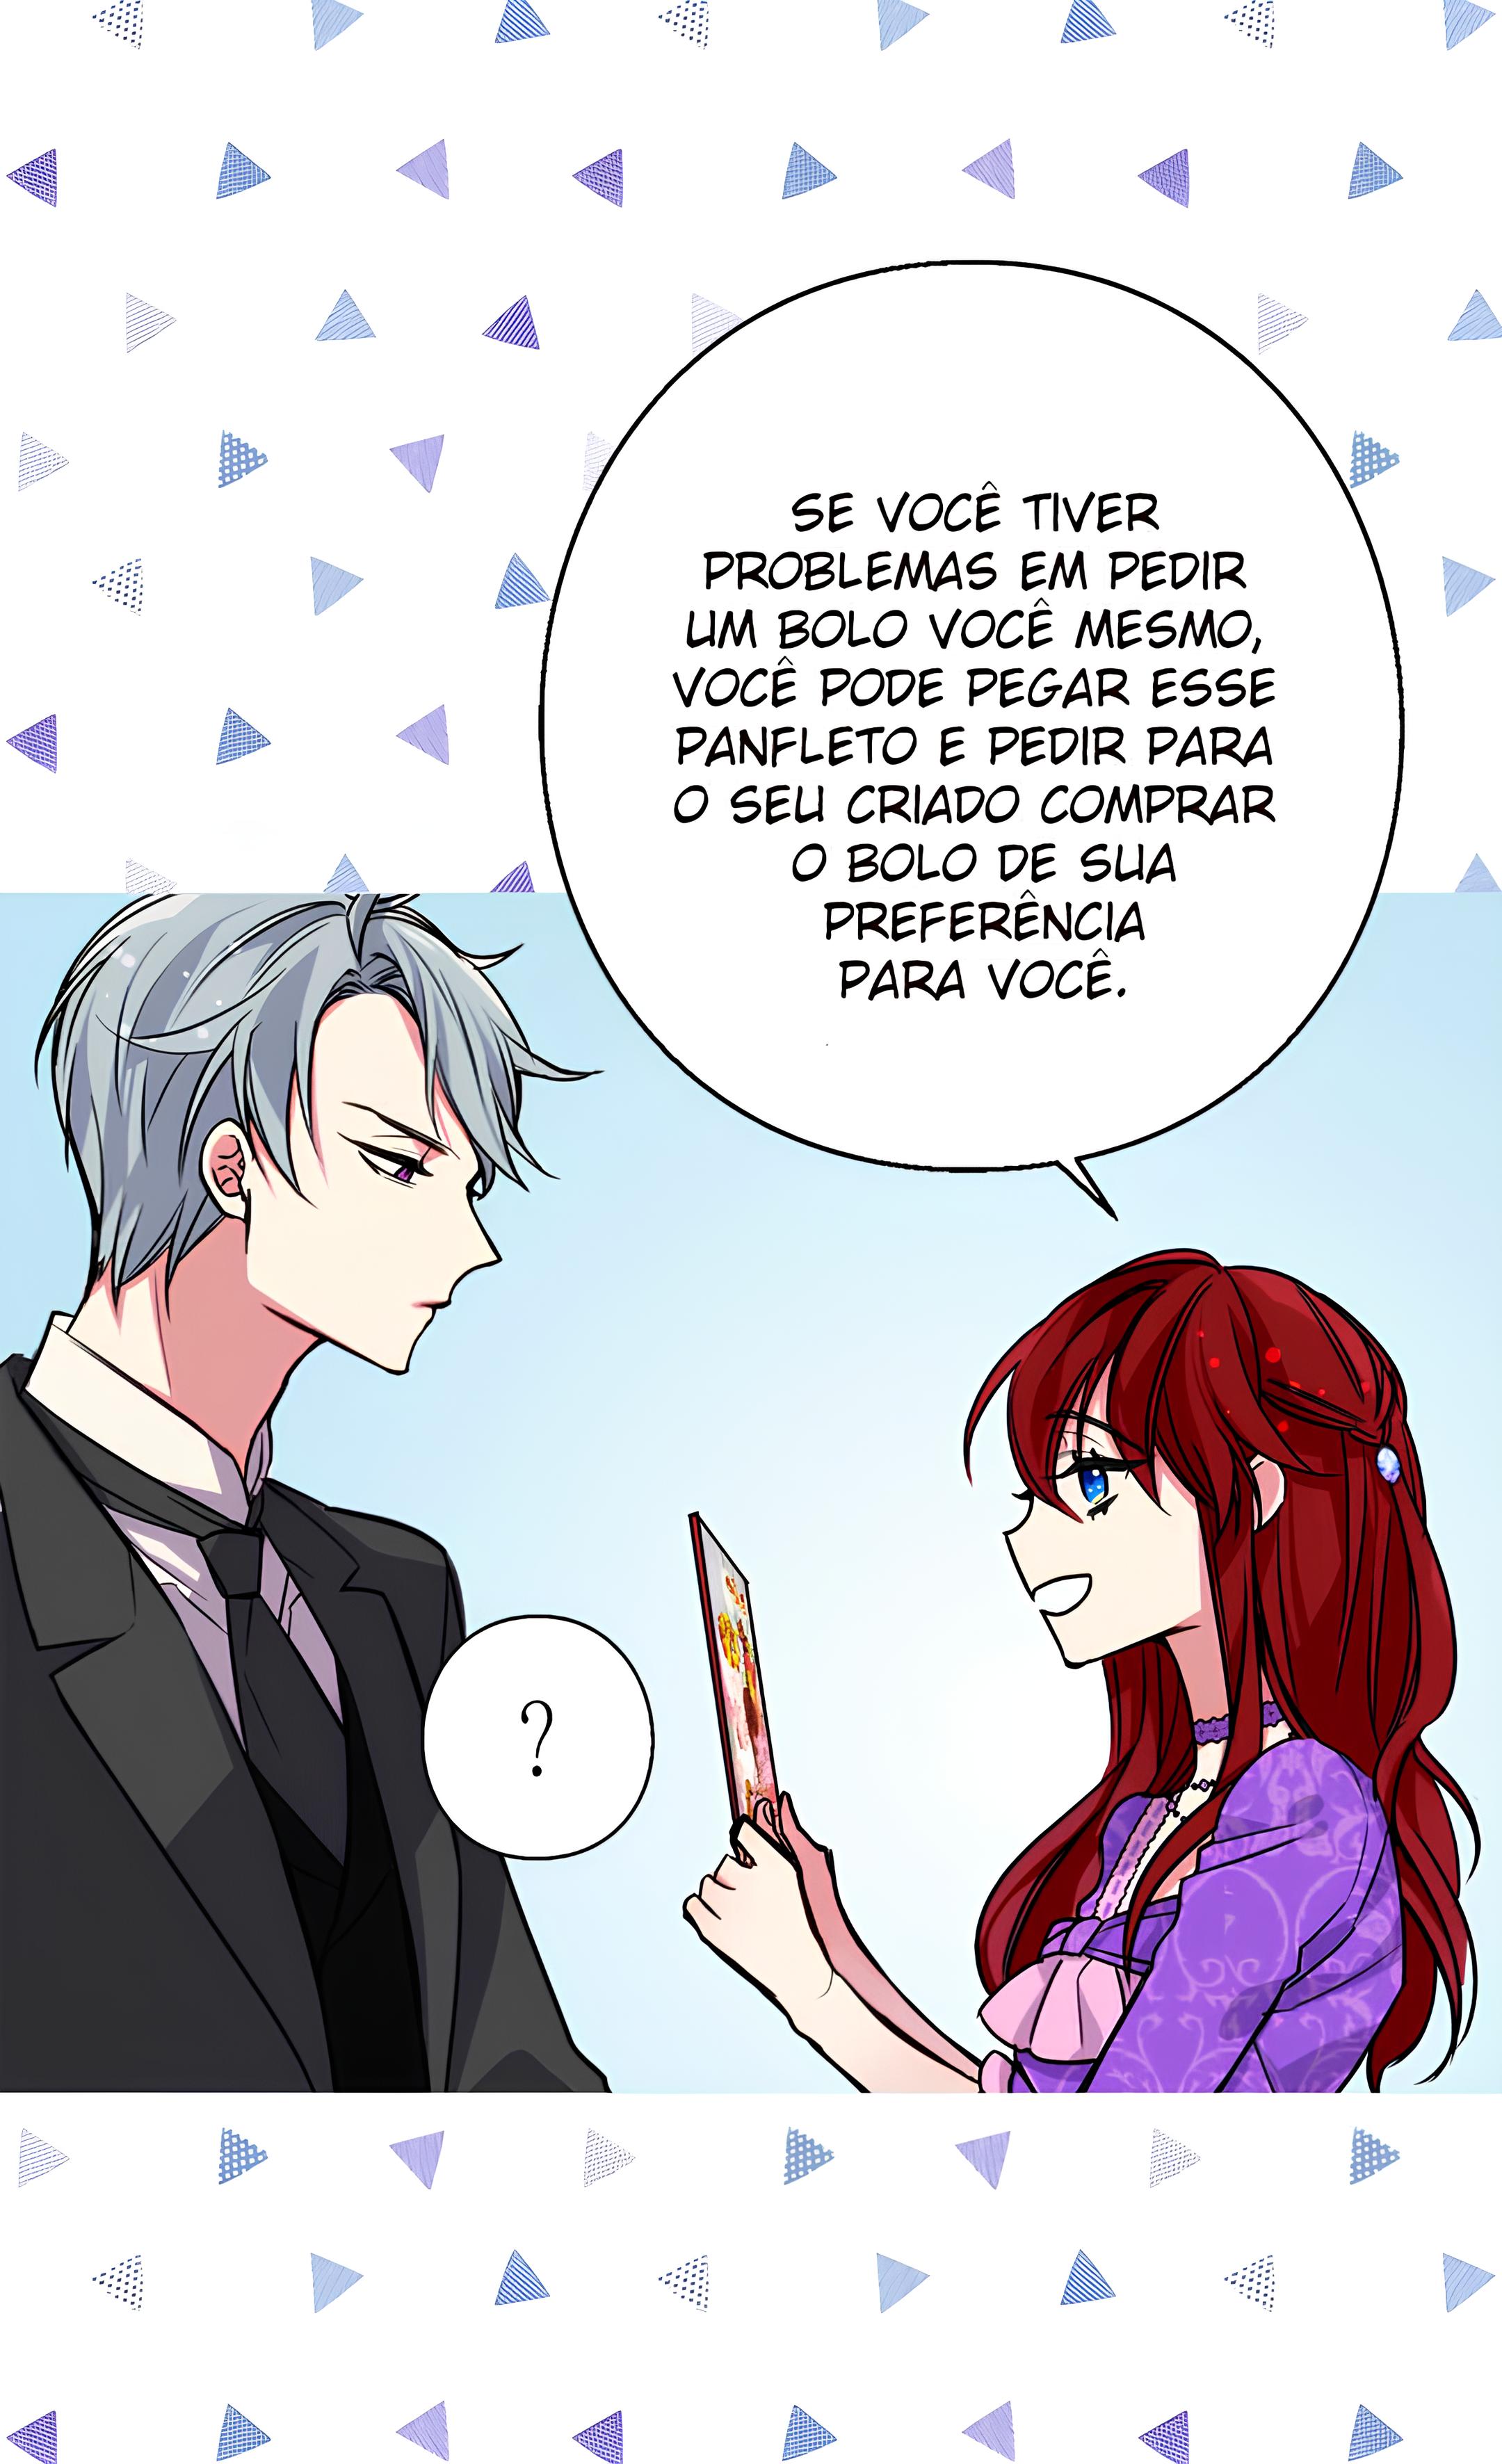 SE VOCÊ TIVER
PROBLEMAS EM PEDIR
UM BOLO VOCÊ MESMO,
VOCÊ PODE PEGAR ESSE
PANFLETO E PEDIR PARA
O SEU CRIADO COMPRAR
O BOLO DE SUA
PREFERÊNCIA
PARA VOCÊ.
?